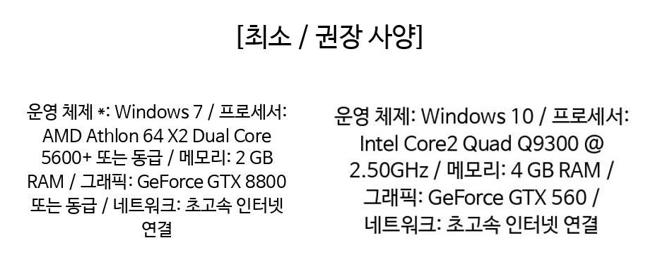 [최소 / 권장 사양]
운영 체제 *: Windows 7 / 프로세서:
AMD Athlon 64 X2 Dual Core
5600+ 또는 동급 / 메모리: 2 GB
RAM / 그래픽: GeForce GTX 8800
또는 동급 / 네트워크: 초고속 인터넷
연결
운영 체제: Windows 10 / 프로세서:
Intel Core2 Quad Q9300 @
2.50GHz / 메모리: 4 GB RAM /
그래픽: GeForce GTX 560 /
네트워크: 초고속 인터넷 연결